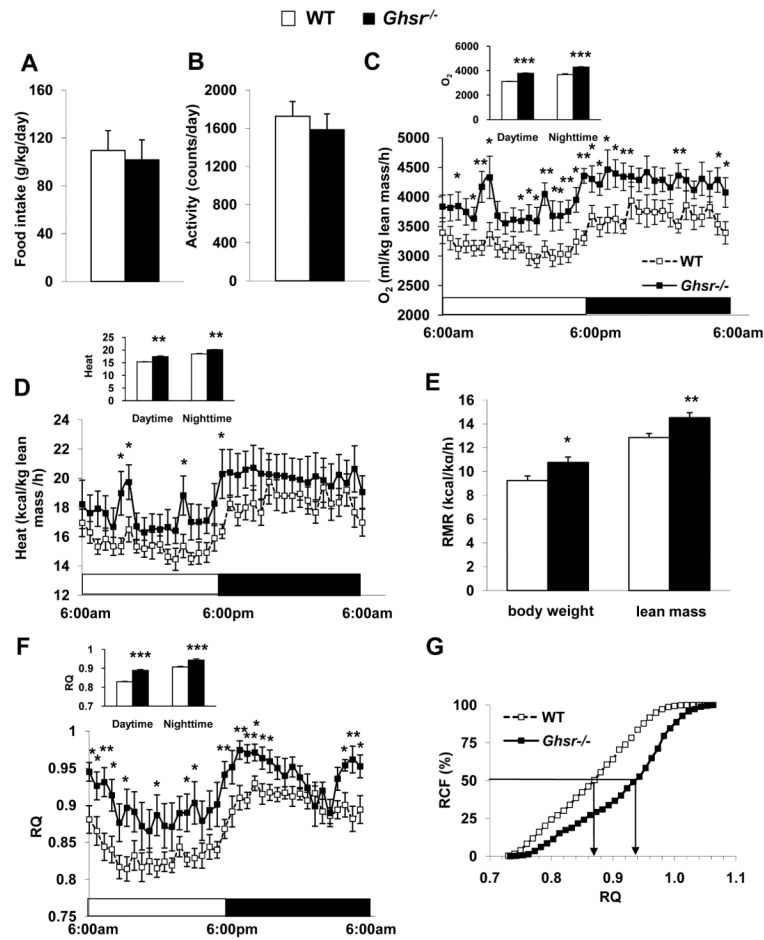 WT Ghsr-/-
A
Food intake (g/kg/day)
160
120
80
40
0
B
Activity (counts/day)
2000
1600
1200
800
400
0
C
O2
6000
4000
2000
0
*** ***
Daytime Nighttime
O2 (ml/kg lean mass/h)
5000
4500
4000
3500
3000
2500
2000
WT
Ghsr-/-
6:00am 6:00pm 6:00am
D
Heat
25
20
15
10
5
0
** **
Daytime Nighttime
Heat (kcal/kg lean
mass /h)
24
22
20
18
16
14
12
6:00am 6:00pm 6:00am
E
RMR (kcal/kg/h)
16
14
12
10
8
6
4
2
0
* **
body weight lean mass
F
RQ
1
0.9
0.8
0.7
*** ***
Daytime Nighttime
RQ
1
0.95
0.9
0.85
0.8
0.75
6:00am 6:00pm 6:00am
G
RCF (%)
100
75
50
25
0
WT
Ghsr-/-
0.7 0.8 0.9 1.0 1.1
RQ